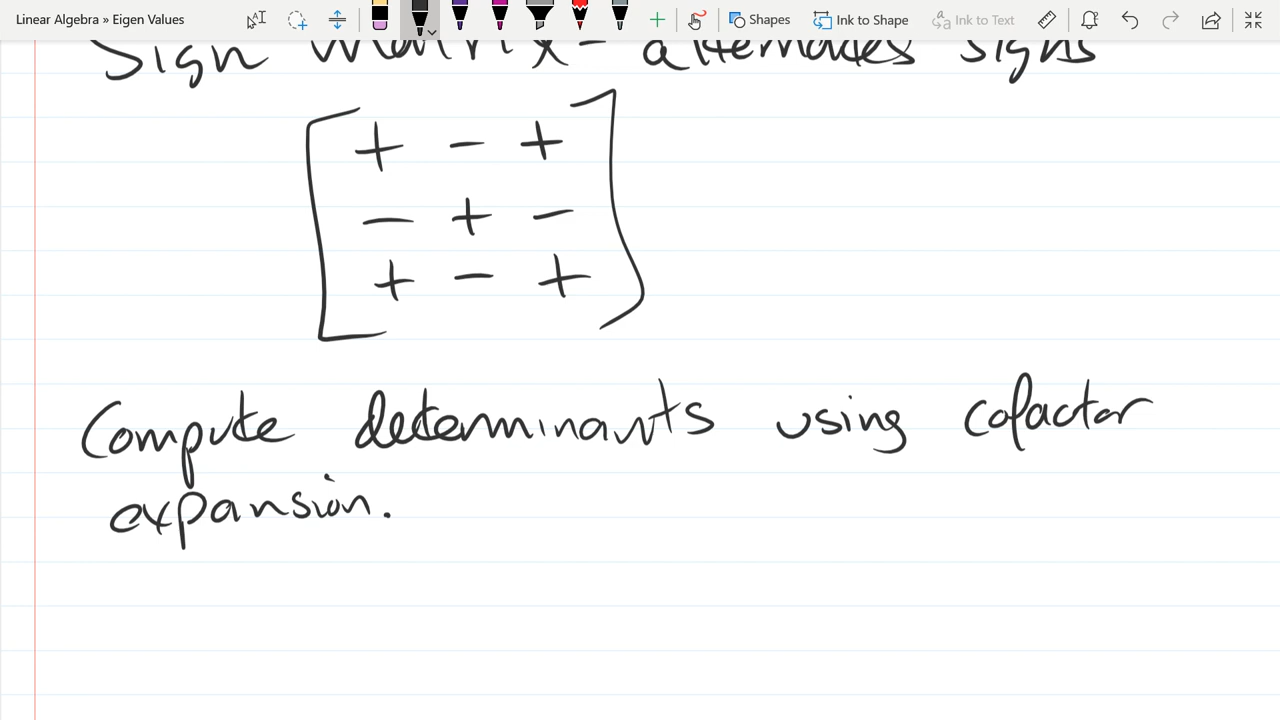 Linear Algebra » Eigen Values
Shapes
Ink to Shape
Ink to Text
Sign Matrix - alternates signs
+ - +
- + -
+ - +
Compute determinants using cofactor
expansion.